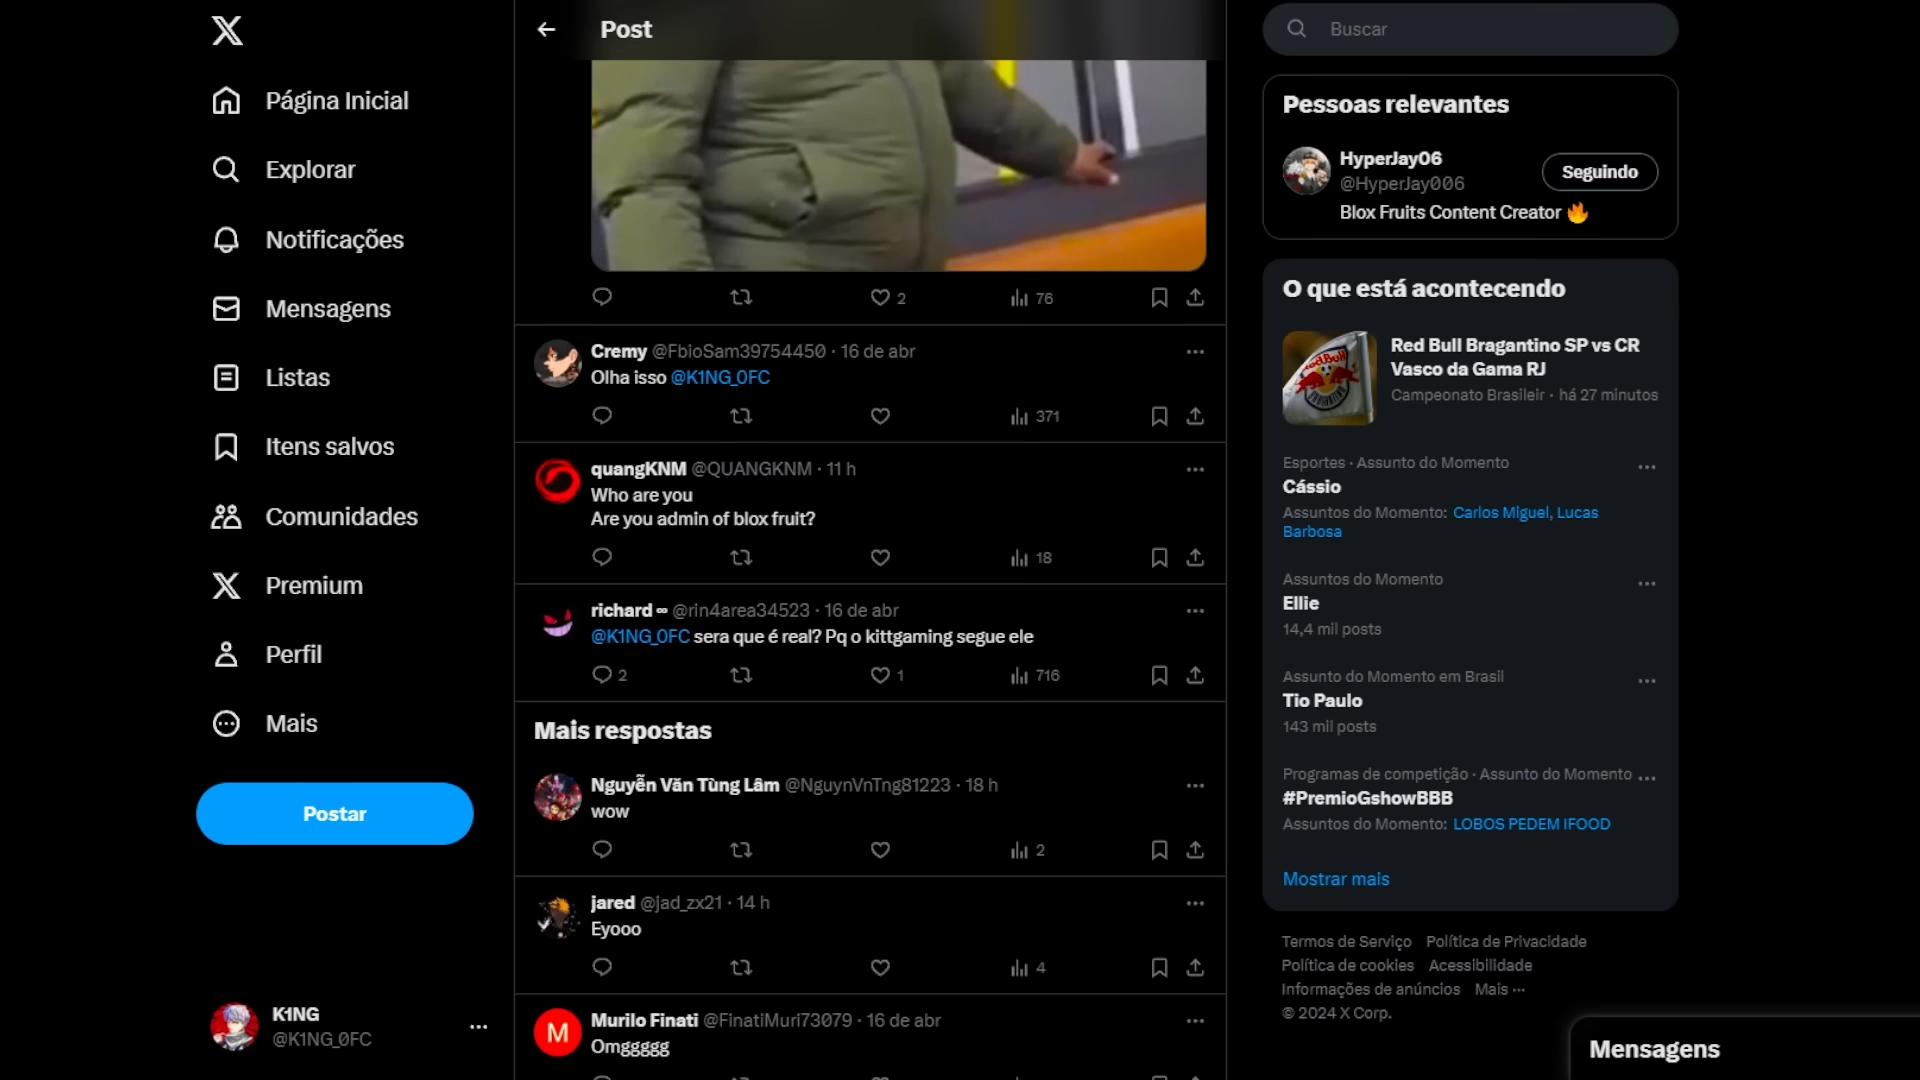 Página Inicial
Explorar
Notificações
Mensagens
Listas
Itens salvos
Comunidades
Premium
Perfil
Mais
Postar
K1NG
@K1NG_0FC
Post
2
76
Cremy @FbioSam39754450 · 16 de abr
Olha isso @K1NG_0FC
371
quangKNM @QUANGKNM · 11 h
Who are you
Are you admin of blox fruit?
18
richard ∞ @rin4area34523 · 16 de abr
@K1NG_0FC sera que é real? Pq o kittgaming segue ele
2
1
716
Mais respostas
Nguyễn Văn Tùng Lâm @NguynVnTng81223 · 18 h
wow
2
jared @jad_zx21 · 14 h
Eyooo
4
M
Murilo Finati @FinatiMuri73079 · 16 de abr
Omggggg
Buscar
Pessoas relevantes
HyperJay06
@HyperJay006
Seguindo
Blox Fruits Content Creator 🔥
O que está acontecendo
Red Bull Bragantino SP vs CR
Vasco da Gama RJ
Campeonato Brasileir · há 27 minutos
Esportes · Assunto do Momento
Cássio
Assuntos do Momento: Carlos Miguel, Lucas
Barbosa
Assuntos do Momento
Ellie
14,4 mil posts
Assunto do Momento em Brasil
Tio Paulo
143 mil posts
Programas de competição · Assunto do Momento
#PremioGshowBBB
Assuntos do Momento: LOBOS PEDEM IFOOD
Mostrar mais
Termos de Serviço Política de Privacidade
Política de cookies Acessibilidade
Informações de anúncios Mais ···
© 2024 X Corp.
Mensagens